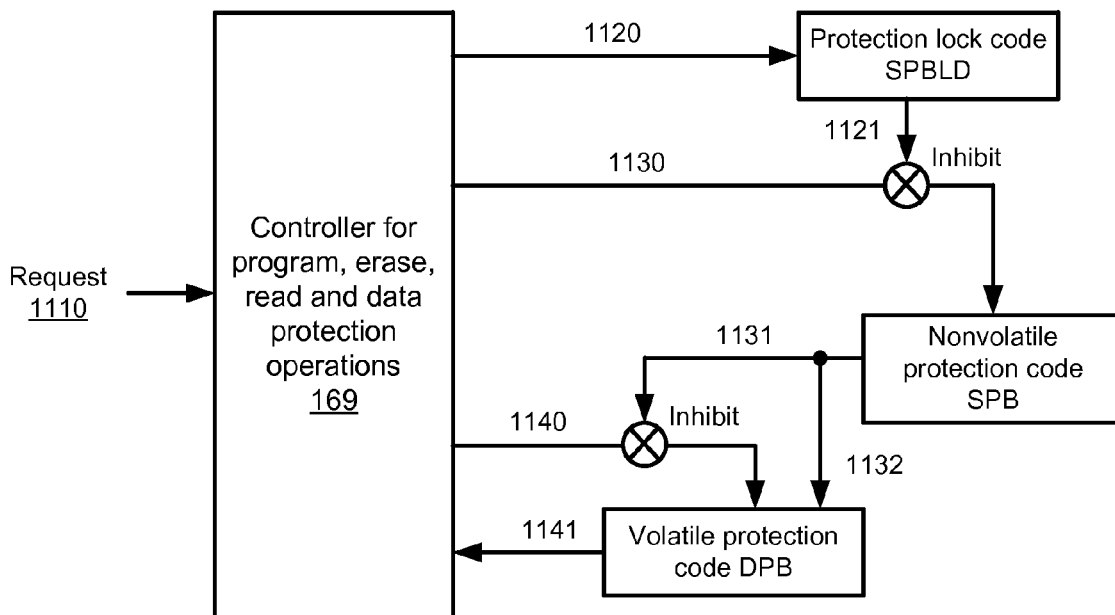 1120
Protection lock code
SPBLD
1121
Inhibit
1130
Controller for
program, erase,
read and data
protection
operations
169
Request
1110
1131
Nonvolatile
protection code
SPB
1140
Inhibit
1132
1141
Volatile protection
code DPB